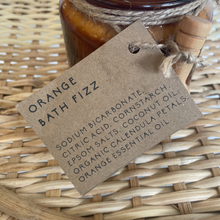 ORANGE
BATH FIZZ
SODIUM BICARBONATE,
CITRIC ACID, CORNSTARCH
EPSOM SALTS, COCONUT OIL,
ORGANIC CALENDULA PETALS,
ORANGE ESSENTIAL OIL